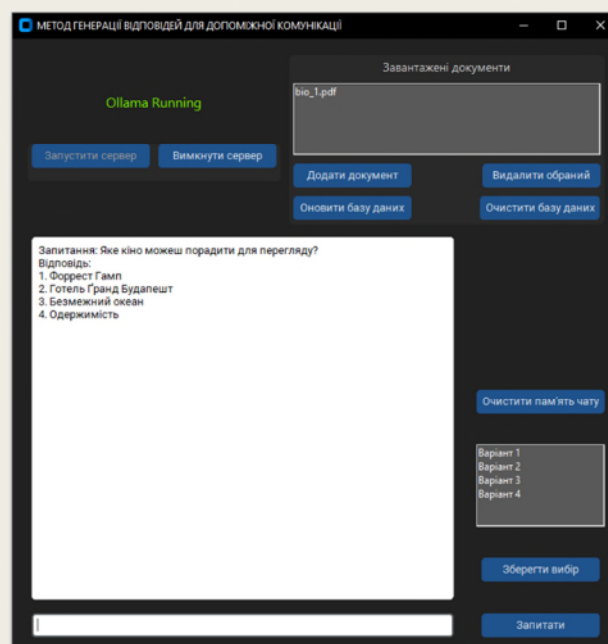 МЕТОД ГЕНЕРАЦІЇ ВІДПОВІДЕЙ ДЛЯ ДОПОМІЖНОЇ КОМУНІКАЦІЇ
Ollama Running
Запустити сервер
Вимкнути сервер
Завантажені документи
bio_1.pdf
Додати документ
Видалити обраний
Оновити базу даних
Очистити базу даних
Запитання: Яке кіно можеш порадити для перегляду?
Відповідь:
1. Форрест Гамп
2. Готель Ґранд Будапешт
3. Безмежний океан
4. Одержимість
Очистити пам'ять чату
Варіант 1
Варіант 2
Варіант 3
Варіант 4
Зберегти вибір
Запитати